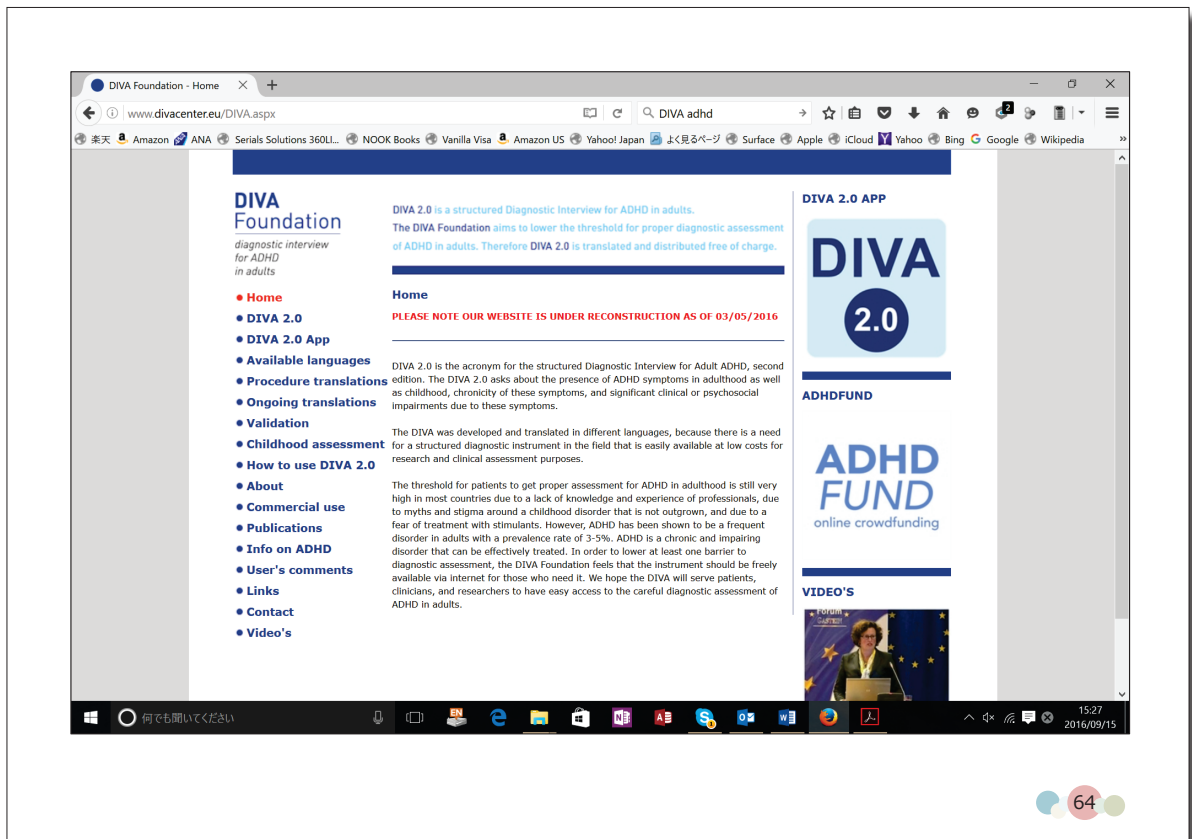 DIVA Foundation - Home
www.divacenter.eu/DIVA.aspx
DIVA adhd
2
楽天
Amazon
ANA
Serials Solutions 360LI...
NOOK Books
Vanilla Visa
Amazon US
Yahoo! Japan
よく見るページ
Surface
Apple
iCloud
Yahoo
Bing
Google
Wikipedia
DIVA
Foundation
diagnostic interview
for ADHD
in adults
• Home
• DIVA 2.0
• DIVA 2.0 App
• Available languages
• Procedure translations
• Ongoing translations
• Validation
• Childhood assessment
• How to use DIVA 2.0
• About
• Commercial use
• Publications
• Info on ADHD
• User's comments
• Links
• Contact
• Video's
DIVA 2.0 is a structured Diagnostic Interview for ADHD in adults.
The DIVA Foundation aims to lower the threshold for proper diagnostic assessment
of ADHD in adults. Therefore DIVA 2.0 is translated and distributed free of charge.
Home
PLEASE NOTE OUR WEBSITE IS UNDER RECONSTRUCTION AS OF 03/05/2016
DIVA 2.0 is the acronym for the structured Diagnostic Interview for Adult ADHD, second
edition. The DIVA 2.0 asks about the presence of ADHD symptoms in adulthood as well
as childhood, chronicity of these symptoms, and significant clinical or psychosocial
impairments due to these symptoms.
The DIVA was developed and translated in different languages, because there is a need
for a structured diagnostic instrument in the field that is easily available at low costs for
research and clinical assessment purposes.
The threshold for patients to get proper assessment for ADHD in adulthood is still very
high in most countries due to a lack of knowledge and experience of professionals, due
to myths and stigma around a childhood disorder that is not outgrown, and due to a
fear of treatment with stimulants. However, ADHD has been shown to be a frequent
disorder in adults with a prevalence rate of 3-5%. ADHD is a chronic and impairing
disorder that can be effectively treated. In order to lower at least one barrier to
diagnostic assessment, the DIVA Foundation feels that the instrument should be freely
available via internet for those who need it. We hope the DIVA will serve patients,
clinicians, and researchers to have easy access to the careful diagnostic assessment of
ADHD in adults.
DIVA 2.0 APP
DIVA
2.0
ADHDFUND
ADHD
FUND
online crowdfunding
VIDEO'S
何でも聞いてください
EN
15:27
2016/09/15
64